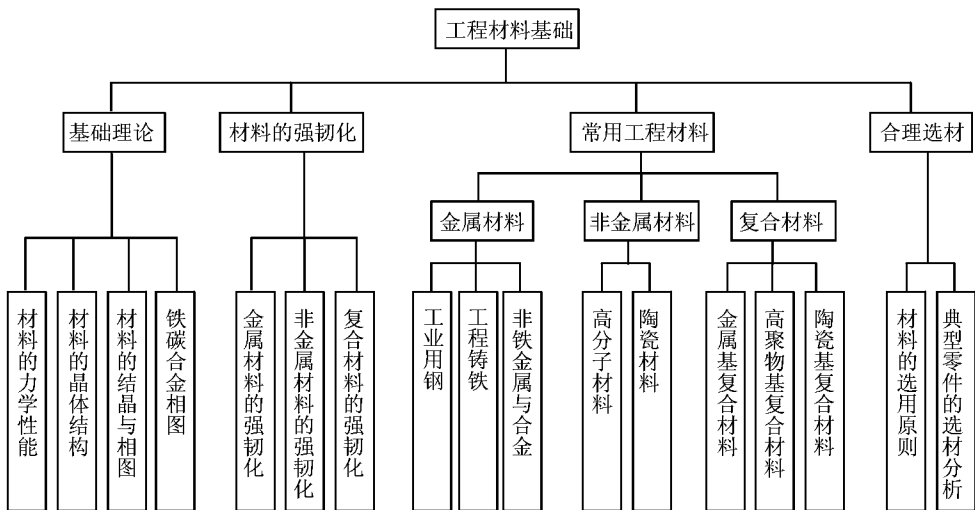 工程材料基础
基础理论
材料的强韧化
常用工程材料
合理选材
金属材料
非金属材料
复合材料
材料的力学性能
材料的晶体结构
材料的结晶与相图
铁碳合金相图
金属材料的强韧化
非金属材料的强韧化
复合材料的强韧化
工业用钢
工程铸铁
非铁金属与合金
高分子材料
陶瓷材料
金属基复合材料
高聚物基复合材料
陶瓷基复合材料
材料的选用原则
典型零件的选材分析